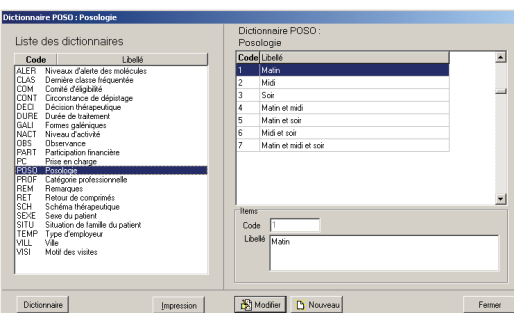 Dictionnaire POSO : Posologie
Liste des dictionnaires
Code Libellé
ALER Niveaux d'alerte des molécules
CLAS Dernière classe fréquentée
COM Comité d'éligibilité
CONT Circonstance de dépistage
DECI Décision thérapeutique
DURE Durée de traitement
GALI Formes galéniques
NACT Niveau d'activité
OBS Observance
PART Participation financière
PC Prise en charge
POSO Posologie
PROF Catégorie professionnelle
REM Remarques
RET Retour de comprimés
SCH Schéma thérapeutique
SEXE Sexe du patient
SITU Situation de famille du patient
TEMP Type d'employeur
VILL Ville
VISI Motif des visites
Dictionnaire
Impression
Dictionnaire POSO :
Posologie
Code Libellé
1 Matin
2 Midi
3 Soir
4 Matin et midi
5 Matin et soir
6 Midi et soir
7 Matin et midi et soir
Items
Code 1
Libellé Matin
Modifier
Nouveau
Fermer